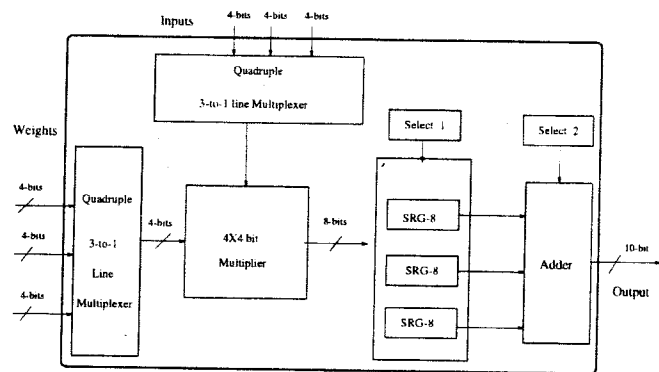 Inputs
4-bits 4-bits 4-bits
Quadruple
3-to-1 line Multiplexer
Select 1
Select 2
Weights
4-bits
4-bits
4-bits
Quadruple
3-to-1
Line
Multiplexer
4-bits
4X4 bit
Multiplier
8-bits
SRG-8
SRG-8
SRG-8
Adder
10-bit
Output